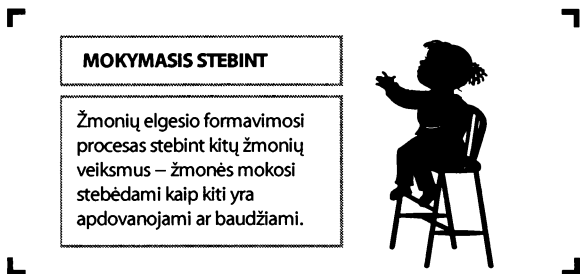 MOKYMASIS STEBINT
Žmonių elgesio formavimosi
procesas stebint kitų žmonių
veiksmus – žmonės mokosi
stebėdami kaip kiti yra
apdovanojami ar baudžiami.